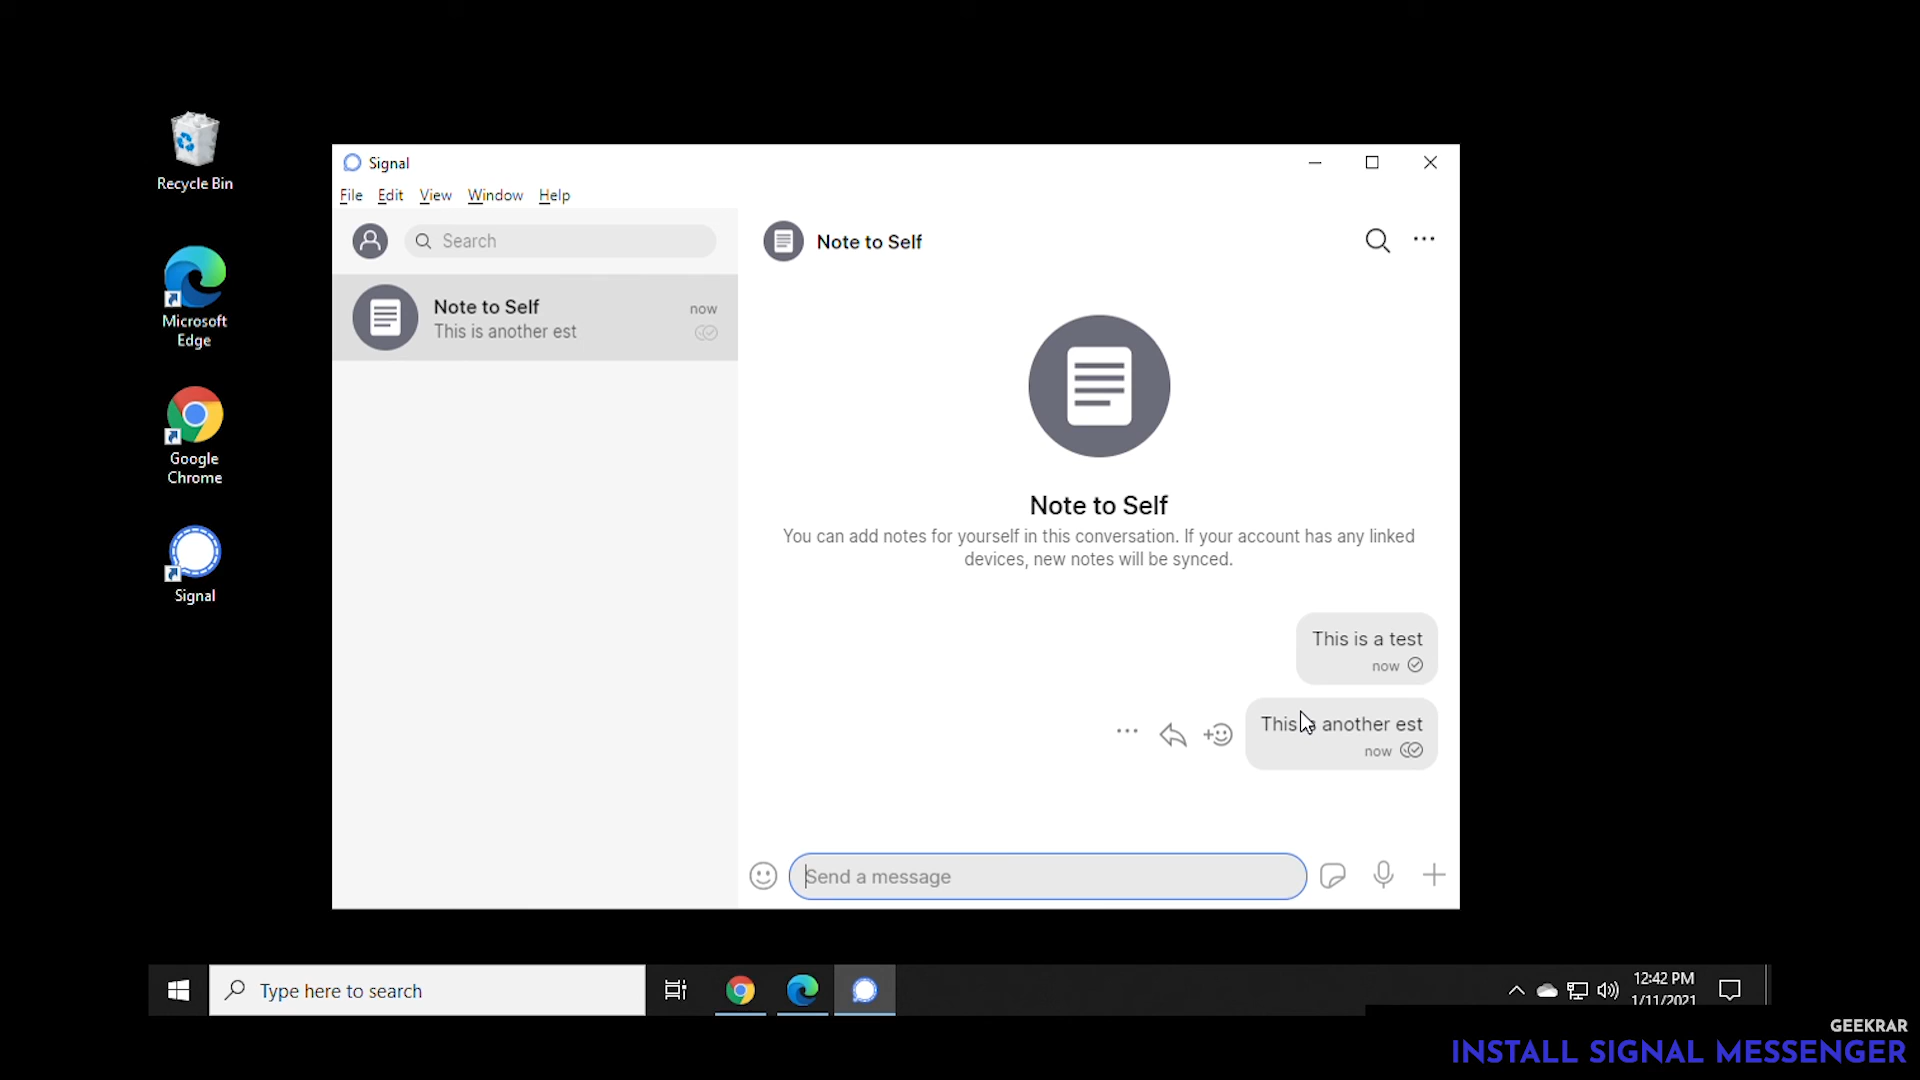 Recycle Bin
Microsoft
Edge
Google
Chrome
Signal
Signal
File Edit View Window Help
Search
Note to Self
now
This is another est
Note to Self
Note to Self
You can add notes for yourself in this conversation. If your account has any linked
devices, new notes will be synced.
This is a test
now
This is another est
now
Send a message
Type here to search
12:42 PM
1/11/2021
GEEKRAR
INSTALL SIGNAL MESSENGER